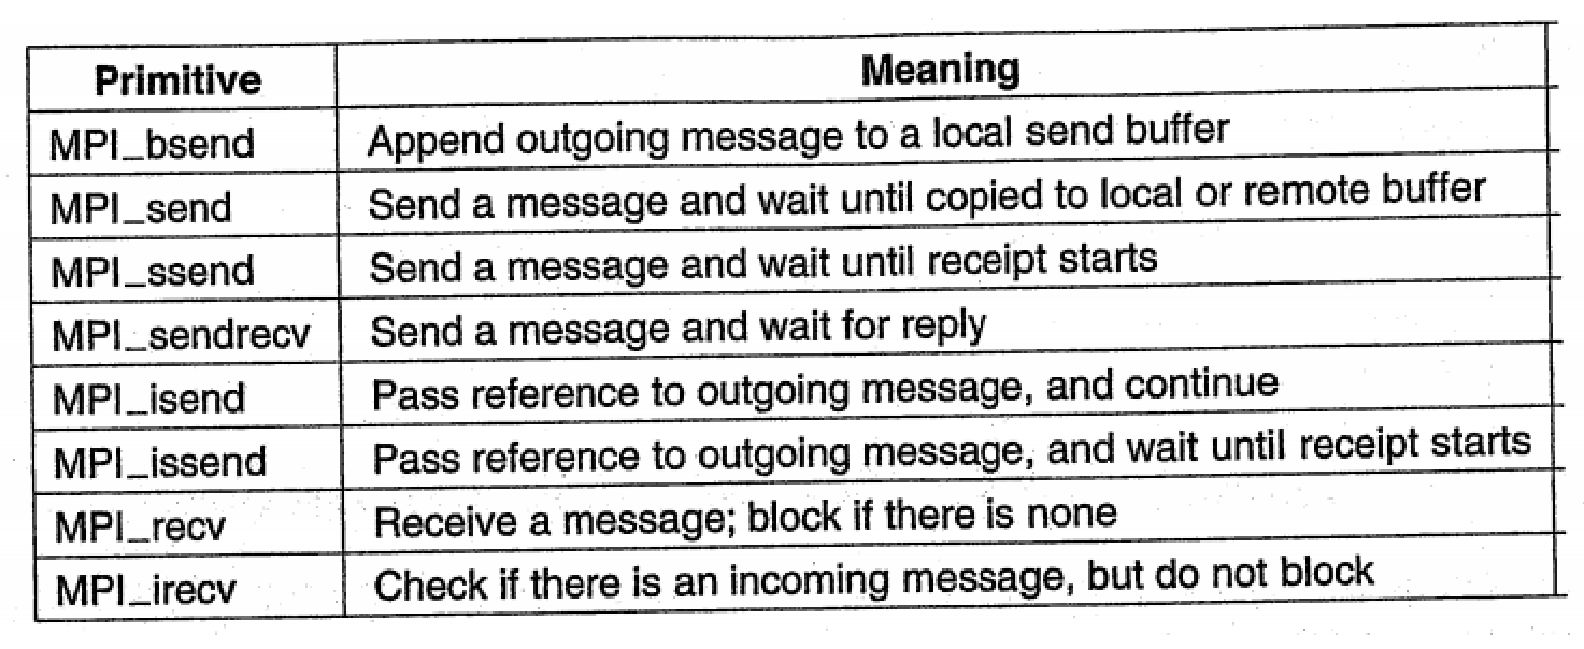 Primitive Meaning
MPI_bsend Append outgoing message to a local send buffer
MPI_send Send a message and wait until copied to local or remote buffer
MPI_ssend Send a message and wait until receipt starts
MPI_sendrecv Send a message and wait for reply
MPI_isend Pass reference to outgoing message, and continue
MPI_issend Pass reference to outgoing message, and wait until receipt starts
MPI_recv Receive a message; block if there is none
MPI_irecv Check if there is an incoming message, but do not block